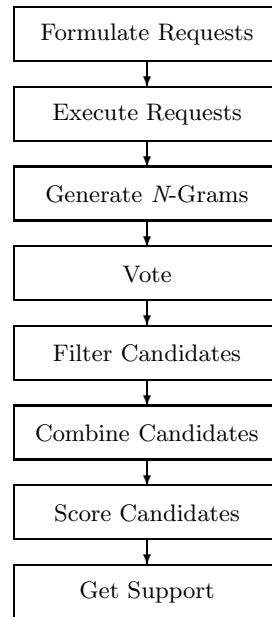 Formulate Requests
Execute Requests
Generate N-Grams
Vote
Filter Candidates
Combine Candidates
Score Candidates
Get Support